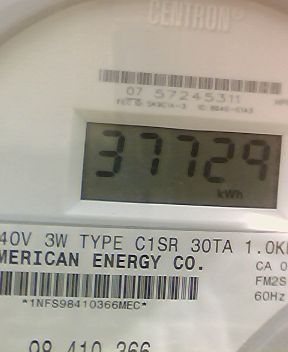 CENTRON®
07 57245311
37729
kWh
40V 3W TYPE C1SR 30TA 1.0K
MERICAN ENERGY CO.
CA 0
FM2S
60Hz
*1NFS98410366MEC*
98 410 366